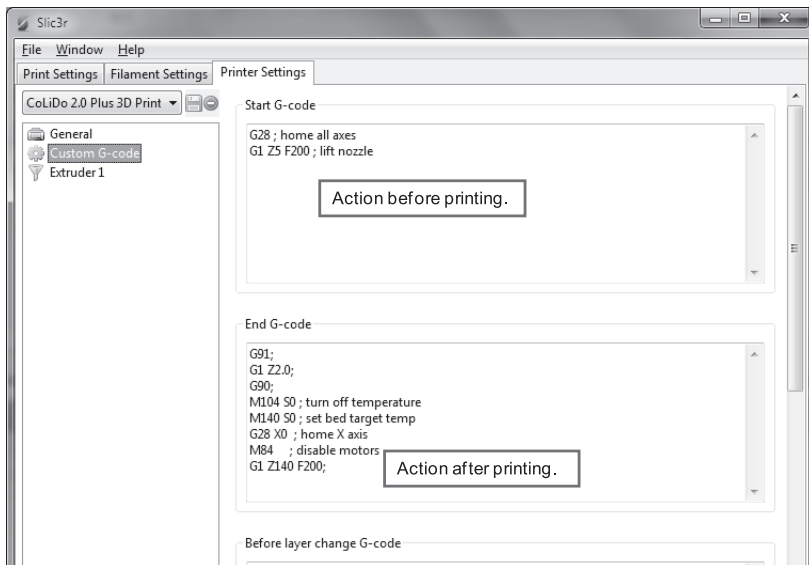 Slic3r
File Window Help
Print Settings Filament Settings Printer Settings
CoLiDo 2.0 Plus 3D Print
General
Custom G-code
Extruder 1
Start G-code
G28 ; home all axes
G1 Z5 F200 ; lift nozzle
Action before printing.
End G-code
G91;
G1 Z2.0;
G90;
M104 S0 ; turn off temperature
M140 S0 ; set bed target temp
G28 X0 ; home X axis
M84 ; disable motors
G1 Z140 F200;
Action after printing.
Before layer change G-code